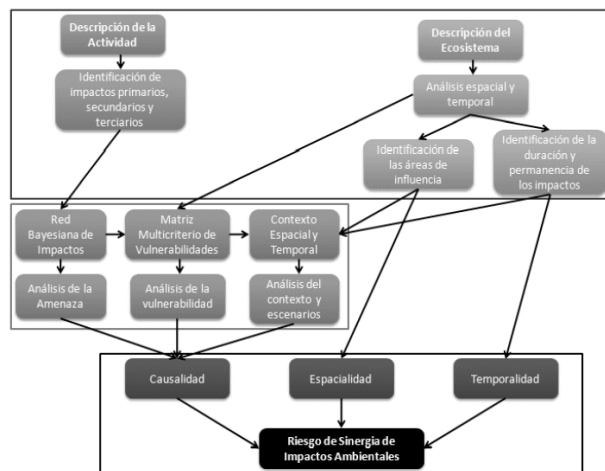 Descripción de la
Actividad
Descripción del
Ecosistema
Identificación de
impactos primarios,
secundarios y
terciarios
Análisis espacial y
temporal
Identificación de
las áreas de
influencia
Identificación de la
duración y
permanencia de
los impactos
Red
Bayesiana de
Impactos
Matriz
Multicriterio de
Vulnerabilidades
Contexto
Espacial y
Temporal
Análisis de la
Amenaza
Análisis de la
vulnerabilidad
Análisis del
contexto y
escenarios
Causalidad
Espacialidad
Temporalidad
Riesgo de Sinergia de
Impactos Ambientales